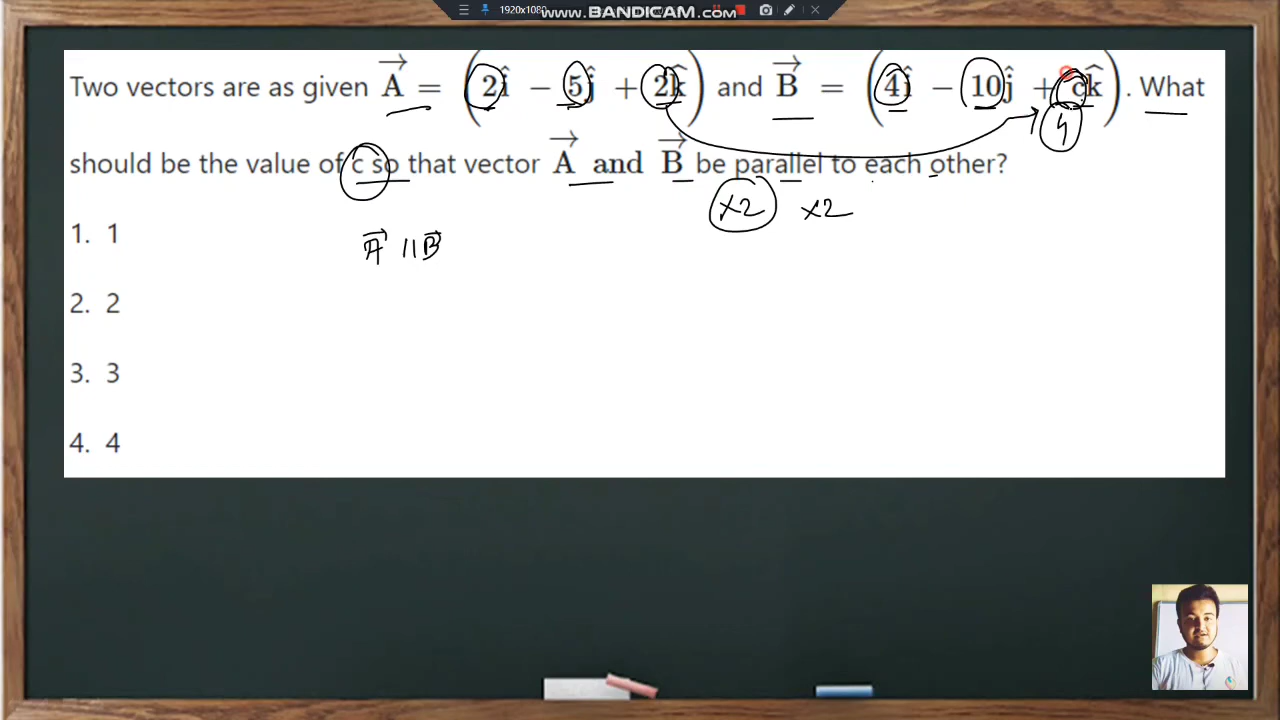 1920x1080
www.BANDICAM.com
Two vectors are as given A⃗ = (2î − 5ĵ + 2k̂) and B⃗ = (4î − 10ĵ + ck̂). What
4
should be the value of c so that vector A⃗ and B⃗ be parallel to each other?
×2 ×2
1. 1
A⃗ || B⃗
2. 2
3. 3
4. 4